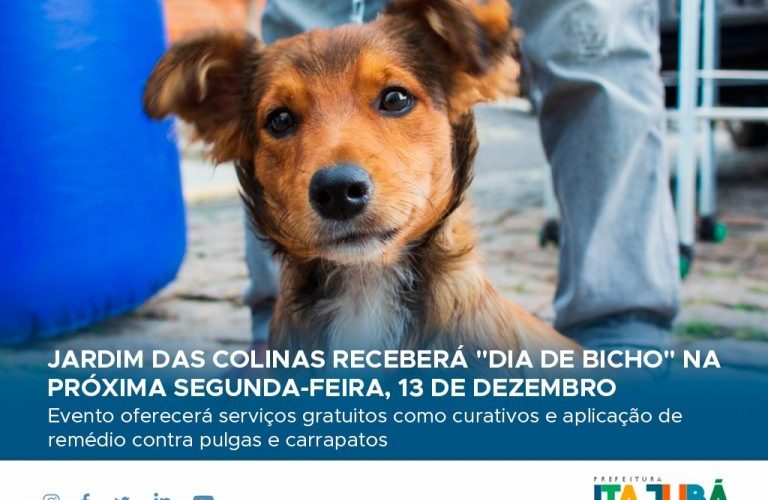 JARDIM DAS COLINAS RECEBERÁ "DIA DE BICHO" NA
PRÓXIMA SEGUNDA-FEIRA, 13 DE DEZEMBRO
Evento oferecerá serviços gratuitos como curativos e aplicação de
remédio contra pulgas e carrapatos
PREFEITURA
ITAJUBÁ